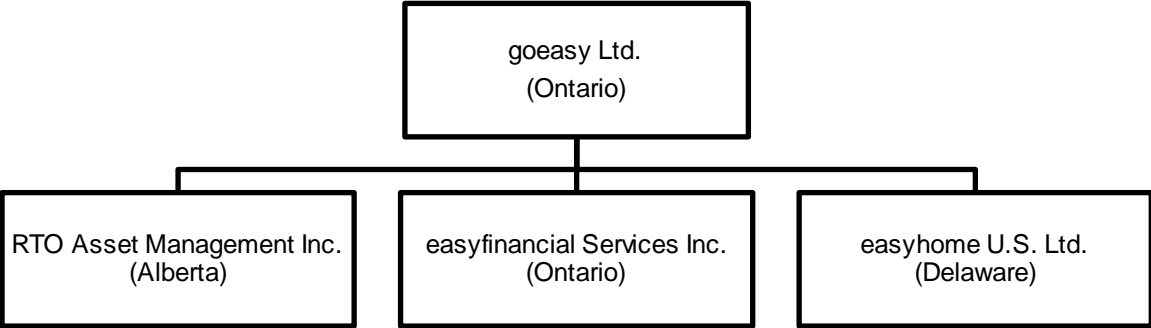 goeasy Ltd.
(Ontario)
RTO Asset Management Inc.
(Alberta)
easyfinancial Services Inc.
(Ontario)
easyhome U.S. Ltd.
(Delaware)